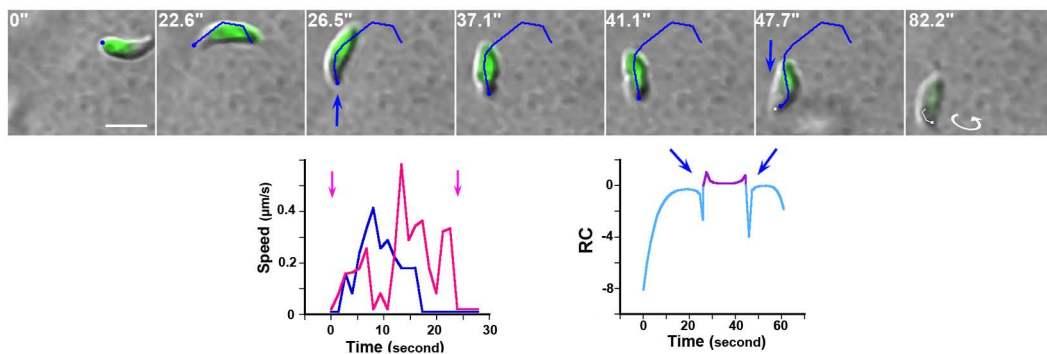 0" 22.6" 26.5" 37.1" 41.1" 47.7" 82.2"
Speed (µm/s)
0.4
0.2
0
0 10 20 30
Time (second)
RC
0
-4
-8
0 20 40 60
Time (second)